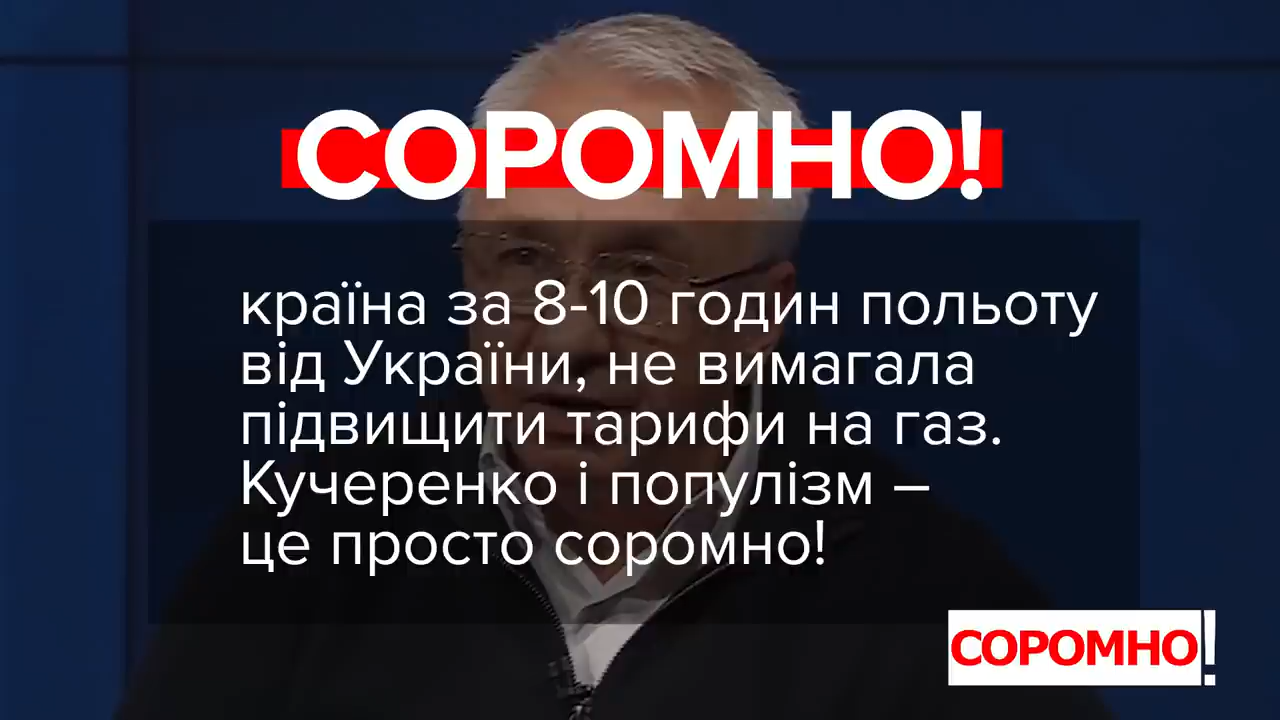 СОРОМНО!
країна за 8-10 годин польоту
від України, не вимагала
підвищити тарифи на газ.
Кучеренко і популізм –
це просто соромно!
СОРОМНО!